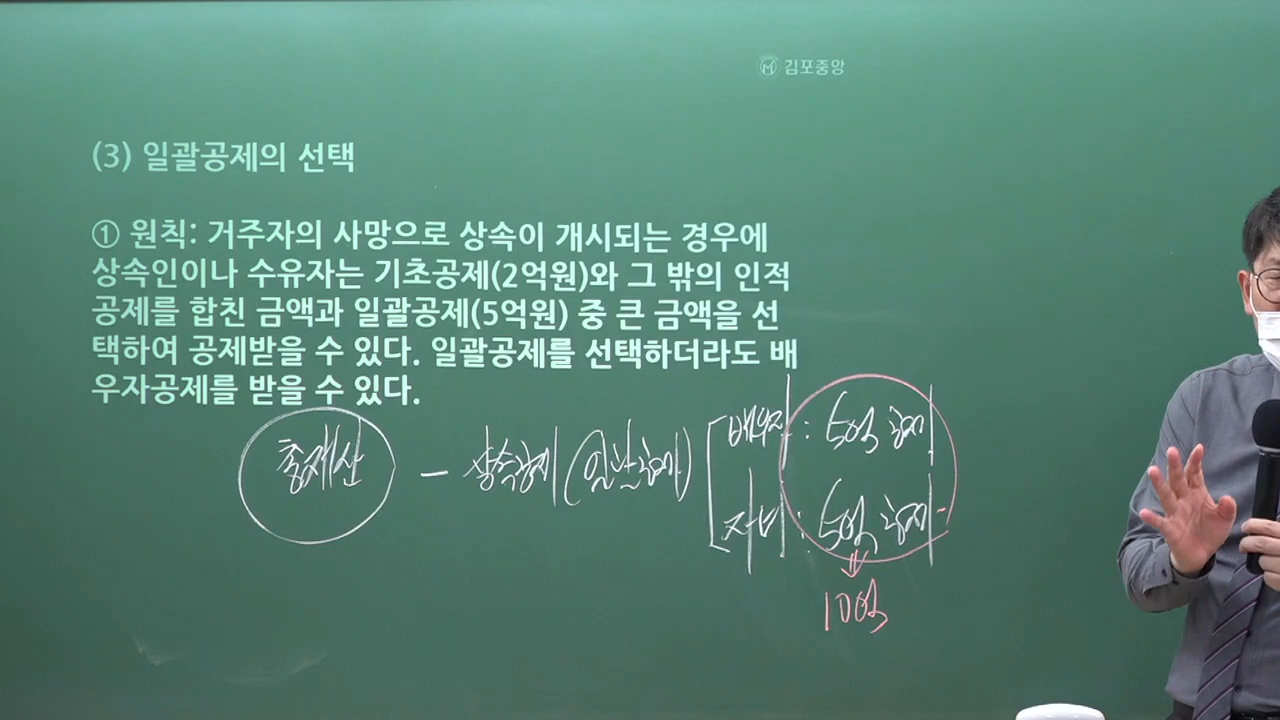 김포중앙
(3) 일괄공제의 선택
① 원칙: 거주자의 사망으로 상속이 개시되는 경우에
상속인이나 수유자는 기초공제(2억원)와 그 밖의 인적
공제를 합친 금액과 일괄공제(5억원) 중 큰 금액을 선
택하여 공제받을 수 있다. 일괄공제를 선택하더라도 배
우자공제를 받을 수 있다.
총재산 - 상속공제 (일괄공제) [ 배우자 : 5억 공제
자녀 : 5억 공제
10억